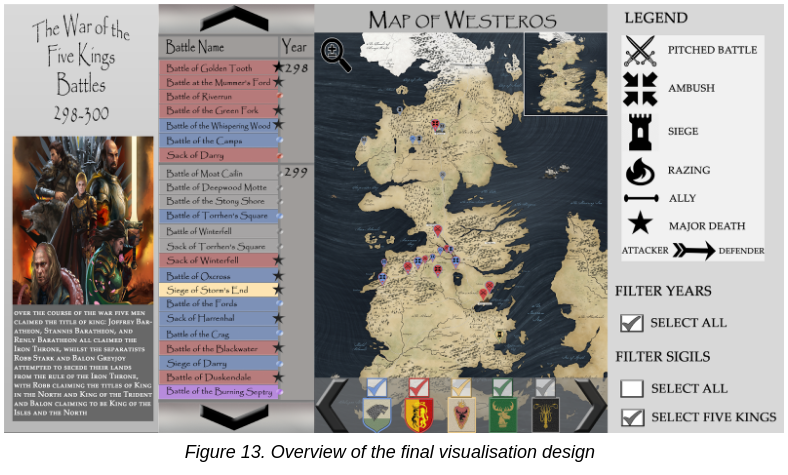 The War of the
Five Kings
Battles
298-300
OVER THE COURSE OF THE WAR FIVE MEN
CLAIMED THE TITLE OF KING: JOFFREY BAR-
ATHEON, STANNIS BARATHEON, AND
RENLY BARATHEON ALL CLAIMED THE
IRON THRONE, WHILST THE SEPARATISTS
ROBB STARK AND BALON GREYJOY
ATTEMPTED TO SECEDE THEIR LANDS
FROM THE RULE OF THE IRON THRONE,
WITH ROBB CLAIMING THE TITLES OF KING
IN THE NORTH AND KING OF THE TRIDENT
AND BALON CLAIMING TO BE KING OF THE
ISLES AND THE NORTH
Battle Name Year
Battle of Golden Tooth 298
Battle at the Mummer's Ford
Battle of Riverrun
Battle of the Green Fork
Battle of the Whispering Wood
Battle of the Camps
Sack of Darry
Battle of Moat Cailin 299
Battle of Deepwood Motte
Battle of the Stony Shore
Battle of Torrhen's Square
Battle of Winterfell
Sack of Torrhen's Square
Sack of Winterfell
Battle of Oxcross
Siege of Storm's End
Battle of the Fords
Sack of Harrenhal
Battle of the Crag
Battle of the Blackwater
Siege of Darry
Battle of Duskendale
Battle of the Burning Septry
MAP OF WESTEROS
LEGEND
PITCHED BATTLE
AMBUSH
SIEGE
RAZING
ALLY
MAJOR DEATH
ATTACKER DEFENDER
FILTER YEARS
SELECT ALL
FILTER SIGILS
SELECT ALL
SELECT FIVE KINGS
Figure 13. Overview of the final visualisation design